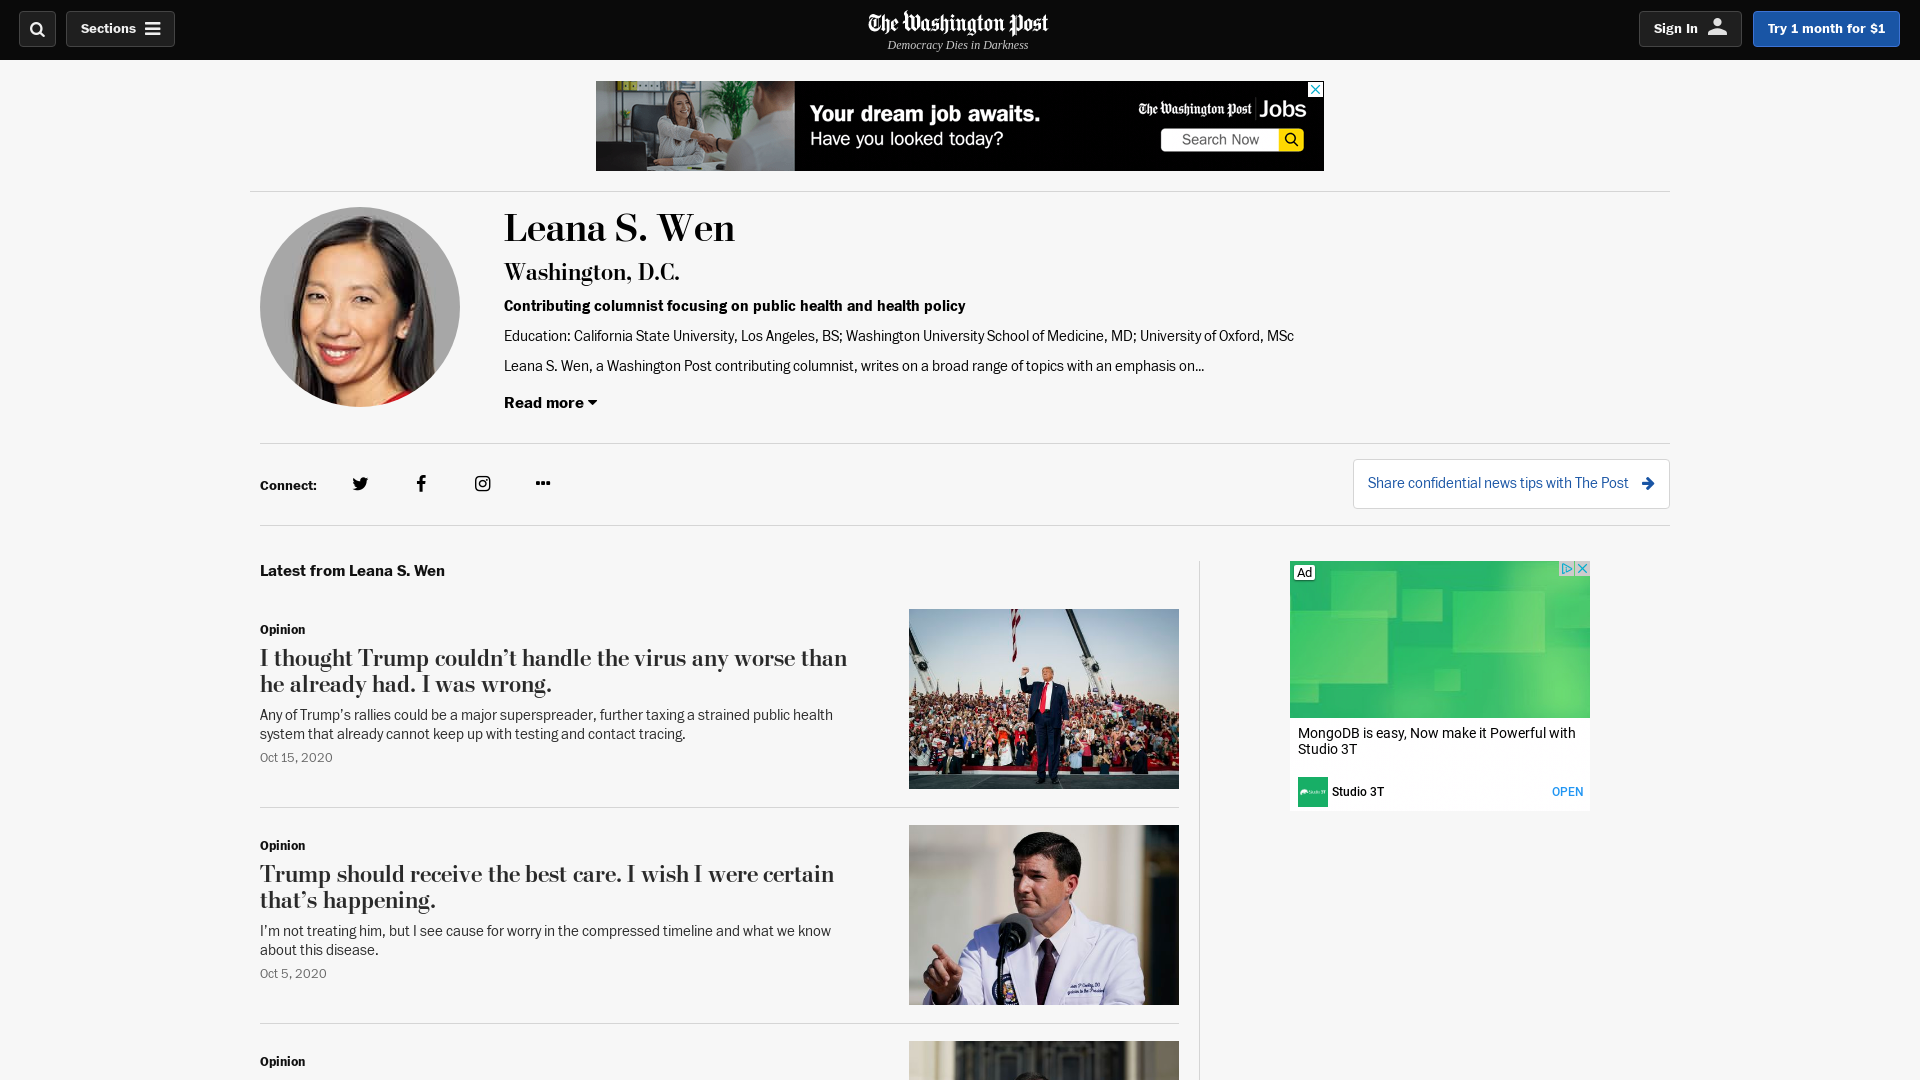 Sections
The Washington Post
Democracy Dies in Darkness
Sign In
Try 1 month for $1
Your dream job awaits.
Have you looked today?
The Washington Post Jobs
Search Now
Leana S. Wen
Washington, D.C.
Contributing columnist focusing on public health and health policy
Education: California State University, Los Angeles, BS; Washington University School of Medicine, MD; University of Oxford, MSc
Leana S. Wen, a Washington Post contributing columnist, writes on a broad range of topics with an emphasis on...
Read more
Connect:
Share confidential news tips with The Post
Latest from Leana S. Wen
Opinion
I thought Trump couldn’t handle the virus any worse than
he already had. I was wrong.
Any of Trump’s rallies could be a major superspreader, further taxing a strained public health
system that already cannot keep up with testing and contact tracing.
Oct 15, 2020
Opinion
Trump should receive the best care. I wish I were certain
that’s happening.
I’m not treating him, but I see cause for worry in the compressed timeline and what we know
about this disease.
Oct 5, 2020
Opinion
Ad
MongoDB is easy, Now make it Powerful with
Studio 3T
Studio 3T
OPEN